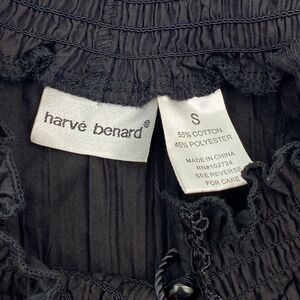 harvé benard®
S
55% COTTON
45% POLYESTER
MADE IN CHINA
RN#102724
SEE REVERSE
FOR CARE